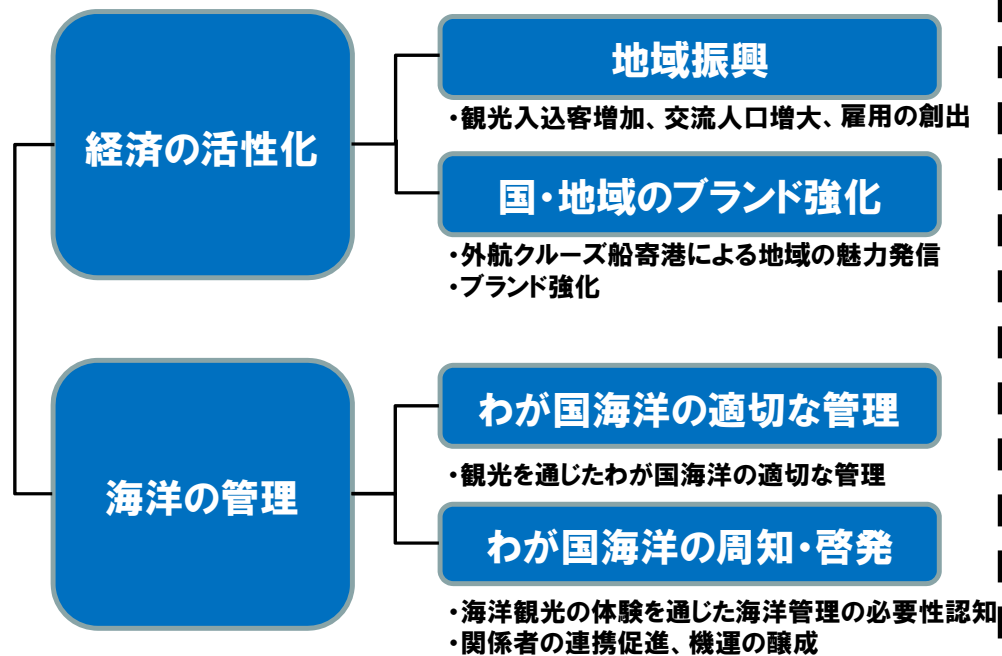 経済の活性化
地域振興
・観光入込客増加、交流人口増大、雇用の創出
国・地域のブランド強化
・外航クルーズ船寄港による地域の魅力発信
・ブランド強化
海洋の管理
わが国海洋の適切な管理
・観光を通じたわが国海洋の適切な管理
わが国海洋の周知・啓発
・海洋観光の体験を通じた海洋管理の必要性認知
・関係者の連携促進、機運の醸成